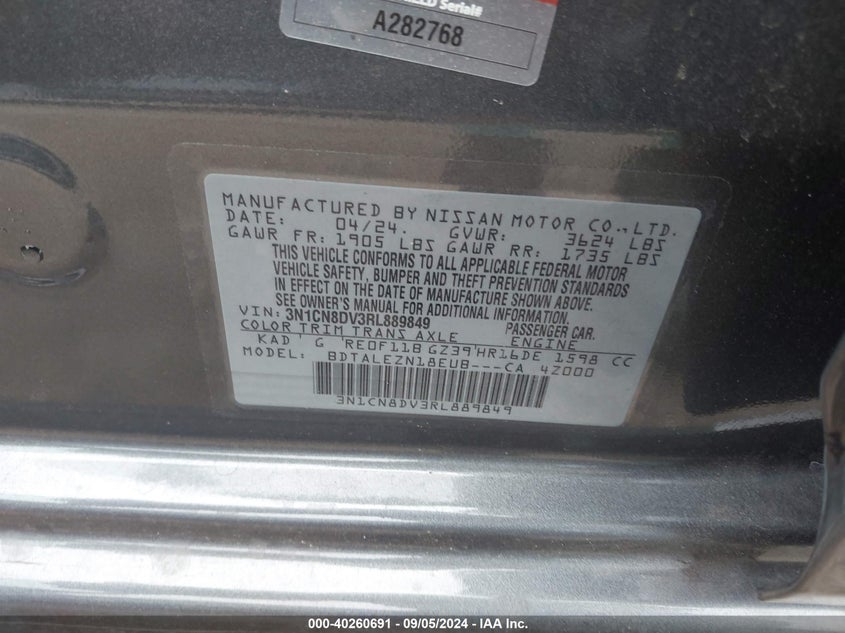 Serial#
A282768
MANUFACTURED BY NISSAN MOTOR CO., LTD.
DATE: 04/24. GVWR: 3624 LBS
GAWR FR: 1905 LBS GAWR RR: 1735 LBS
THIS VEHICLE CONFORMS TO ALL APPLICABLE FEDERAL MOTOR
VEHICLE SAFETY, BUMPER AND THEFT PREVENTION STANDARDS
IN EFFECT ON THE DATE OF MANUFACTURE SHOWN ABOVE.
SEE OWNER'S MANUAL FOR ADDITIONAL INFORMATION.
VIN: 3N1CN8DV3RL889849 PASSENGER CAR.
COLOR TRIM TRANS AXLE ENGINE
KAD G RE0F11B GZ39 HR16DE 1598 CC
MODEL: BDTALEZN18EUB---CA 4Z000
3N1CN8DV3RL889849
000-40260691 - 09/05/2024 - IAA Inc.